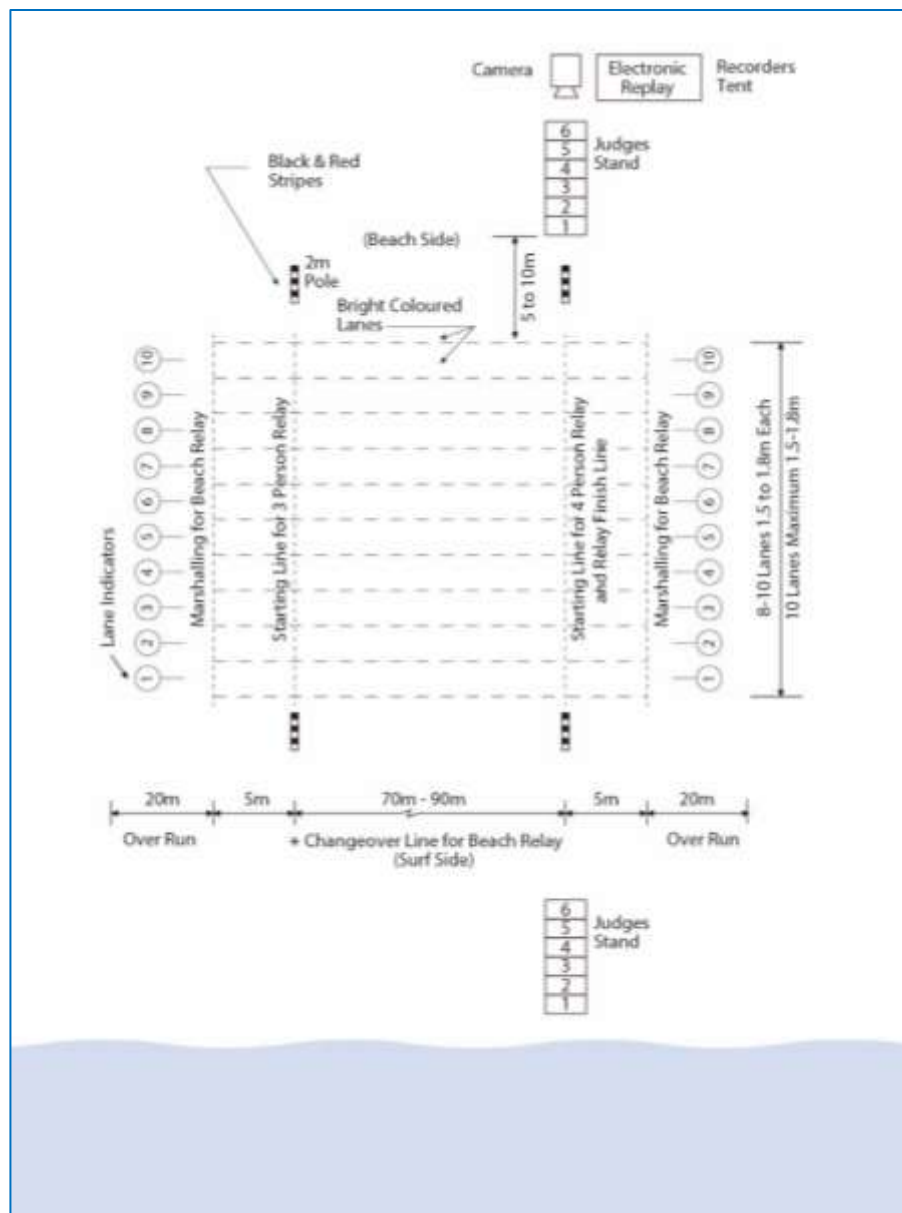 Camera
Electronic
Replay
Recorders
Tent
6
5
4
3
2
1
Judges
Stand
Black & Red
Stripes
(Beach Side)
2m
Pole
5 to 10m
Bright Coloured
Lanes
Lane Indicators
10
9
8
7
6
5
4
3
2
1
Marshalling for Beach Relay
Starting Line for 3 Person Relay
Starting Line for 4 Person Relay
and Relay Finish Line
Marshalling for Beach Relay
10
9
8
7
6
5
4
3
2
1
8-10 Lanes 1.5 to 1.8m Each
10 Lanes Maximum 1.5-1.8m
20m
5m
70m - 90m
5m
20m
Over Run
+ Changeover Line for Beach Relay
(Surf Side)
Over Run
6
5
4
3
2
1
Judges
Stand